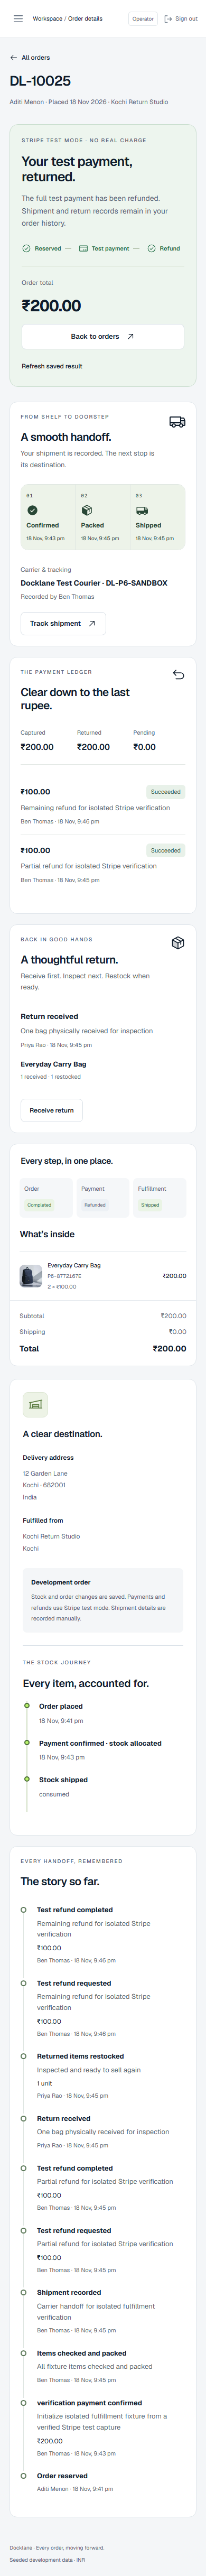 Workspace / Order details
Operator
Sign out
All orders
DL-10025
Aditi Menon · Placed 18 Nov 2026 · Kochi Return Studio
STRIPE TEST MODE · NO REAL CHARGE
Your test payment,
returned.
The full test payment has been refunded.
Shipment and return records remain in your
order history.
Reserved
Test payment
Refund
Order total
₹200.00
Back to orders
Refresh saved result
FROM SHELF TO DOORSTEP
A smooth handoff.
Your shipment is recorded. The next stop is
its destination.
01
02
03
Confirmed
Packed
Shipped
18 Nov, 9:43 pm
18 Nov, 9:45 pm
18 Nov, 9:45 pm
Carrier & tracking
Docklane Test Courier · DL-P6-SANDBOX
Recorded by Ben Thomas
Track shipment
THE PAYMENT LEDGER
Clear down to the last
rupee.
Captured
Returned
Pending
₹200.00
₹200.00
₹0.00
₹100.00
Succeeded
Remaining refund for isolated Stripe verification
Ben Thomas · 18 Nov, 9:46 pm
₹100.00
Succeeded
Partial refund for isolated Stripe verification
Ben Thomas · 18 Nov, 9:45 pm
BACK IN GOOD HANDS
A thoughtful return.
Receive first. Inspect next. Restock when
ready.
Return received
One bag physically received for inspection
Priya Rao · 18 Nov, 9:45 pm
Everyday Carry Bag
1 received · 1 restocked
Receive return
Every step, in one place.
Order
Payment
Fulfillment
Completed
Refunded
Shipped
What's inside
Everyday Carry Bag
₹200.00
2 × ₹100.00
Subtotal
₹200.00
Shipping
₹0.00
Total
₹200.00
A clear destination.
Delivery address
12 Garden Lane
Kochi · 682001
India
Fulfilled from
Kochi Return Studio
Kochi
Development order
Stock and order changes are saved. Payments and
refunds use Stripe test mode. Shipment details are
recorded manually.
THE STOCK JOURNEY
Every item, accounted for.
Order placed
18 Nov, 9:41 pm
Payment confirmed · stock allocated
18 Nov, 9:43 pm
Stock shipped
consumed
EVERY HANDOFF, REMEMBERED
The story so far.
Test refund completed
Remaining refund for isolated Stripe
verification
₹100.00
Ben Thomas · 18 Nov, 9:46 pm
Test refund requested
Remaining refund for isolated Stripe
verification
₹100.00
Ben Thomas · 18 Nov, 9:46 pm
Returned items restocked
Inspected and ready to sell again
1 unit
Priya Rao · 18 Nov, 9:45 pm
Return received
One bag physically received for inspection
Priya Rao · 18 Nov, 9:45 pm
Test refund completed
Partial refund for isolated Stripe verification
₹100.00
Ben Thomas · 18 Nov, 9:45 pm
Test refund requested
Partial refund for isolated Stripe verification
₹100.00
Ben Thomas · 18 Nov, 9:45 pm
Shipment recorded
Carrier handoff for isolated fulfillment
verification
Ben Thomas · 18 Nov, 9:45 pm
Items checked and packed
All fixture items checked and packed
Ben Thomas · 18 Nov, 9:45 pm
verification payment confirmed
Initialize isolated fulfillment fixture from a
verified Stripe test capture
₹200.00
Ben Thomas · 18 Nov, 9:43 pm
Order reserved
Aditi Menon · 18 Nov, 9:41 pm
Docklane · Every order, moving forward.
Seeded development data · INR